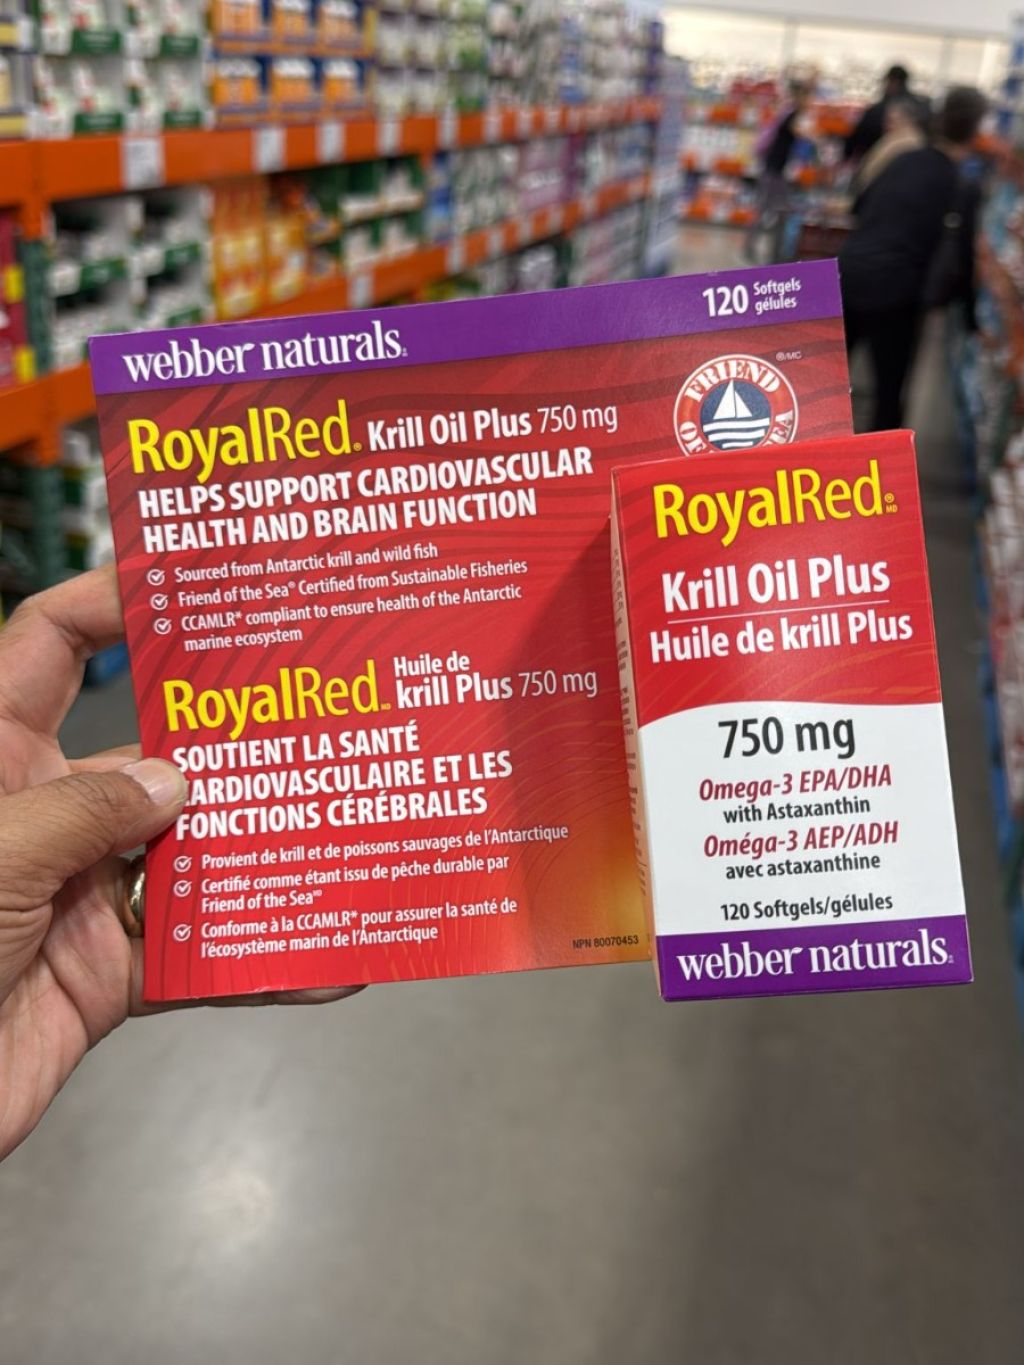 120 Softgels
gélules
webber naturals®
®/MC
FRIEND
OF
SEA
RoyalRed® Krill Oil Plus 750 mg
HELPS SUPPORT CARDIOVASCULAR
HEALTH AND BRAIN FUNCTION
Sourced from Antarctic krill and wild fish
Friend of the Sea® Certified from Sustainable Fisheries
CCAMLR* compliant to ensure health of the Antarctic
marine ecosystem
RoyalRed MD Huile de
krill Plus 750 mg
SOUTIENT LA SANTÉ
CARDIOVASCULAIRE ET LES
FONCTIONS CÉRÉBRALES
Provient de krill et de poissons sauvages de l'Antarctique
Certifié comme étant issu de pêche durable par
Friend of the Sea MD
Conforme à la CCAMLR* pour assurer la santé de
l'écosystème marin de l'Antarctique
NPN 80070453
RoyalRed® MD
Krill Oil Plus
Huile de krill Plus
750 mg
Omega-3 EPA/DHA
with Astaxanthin
Oméga-3 AEP/ADH
avec astaxanthine
120 Softgels/gélules
webber naturals®